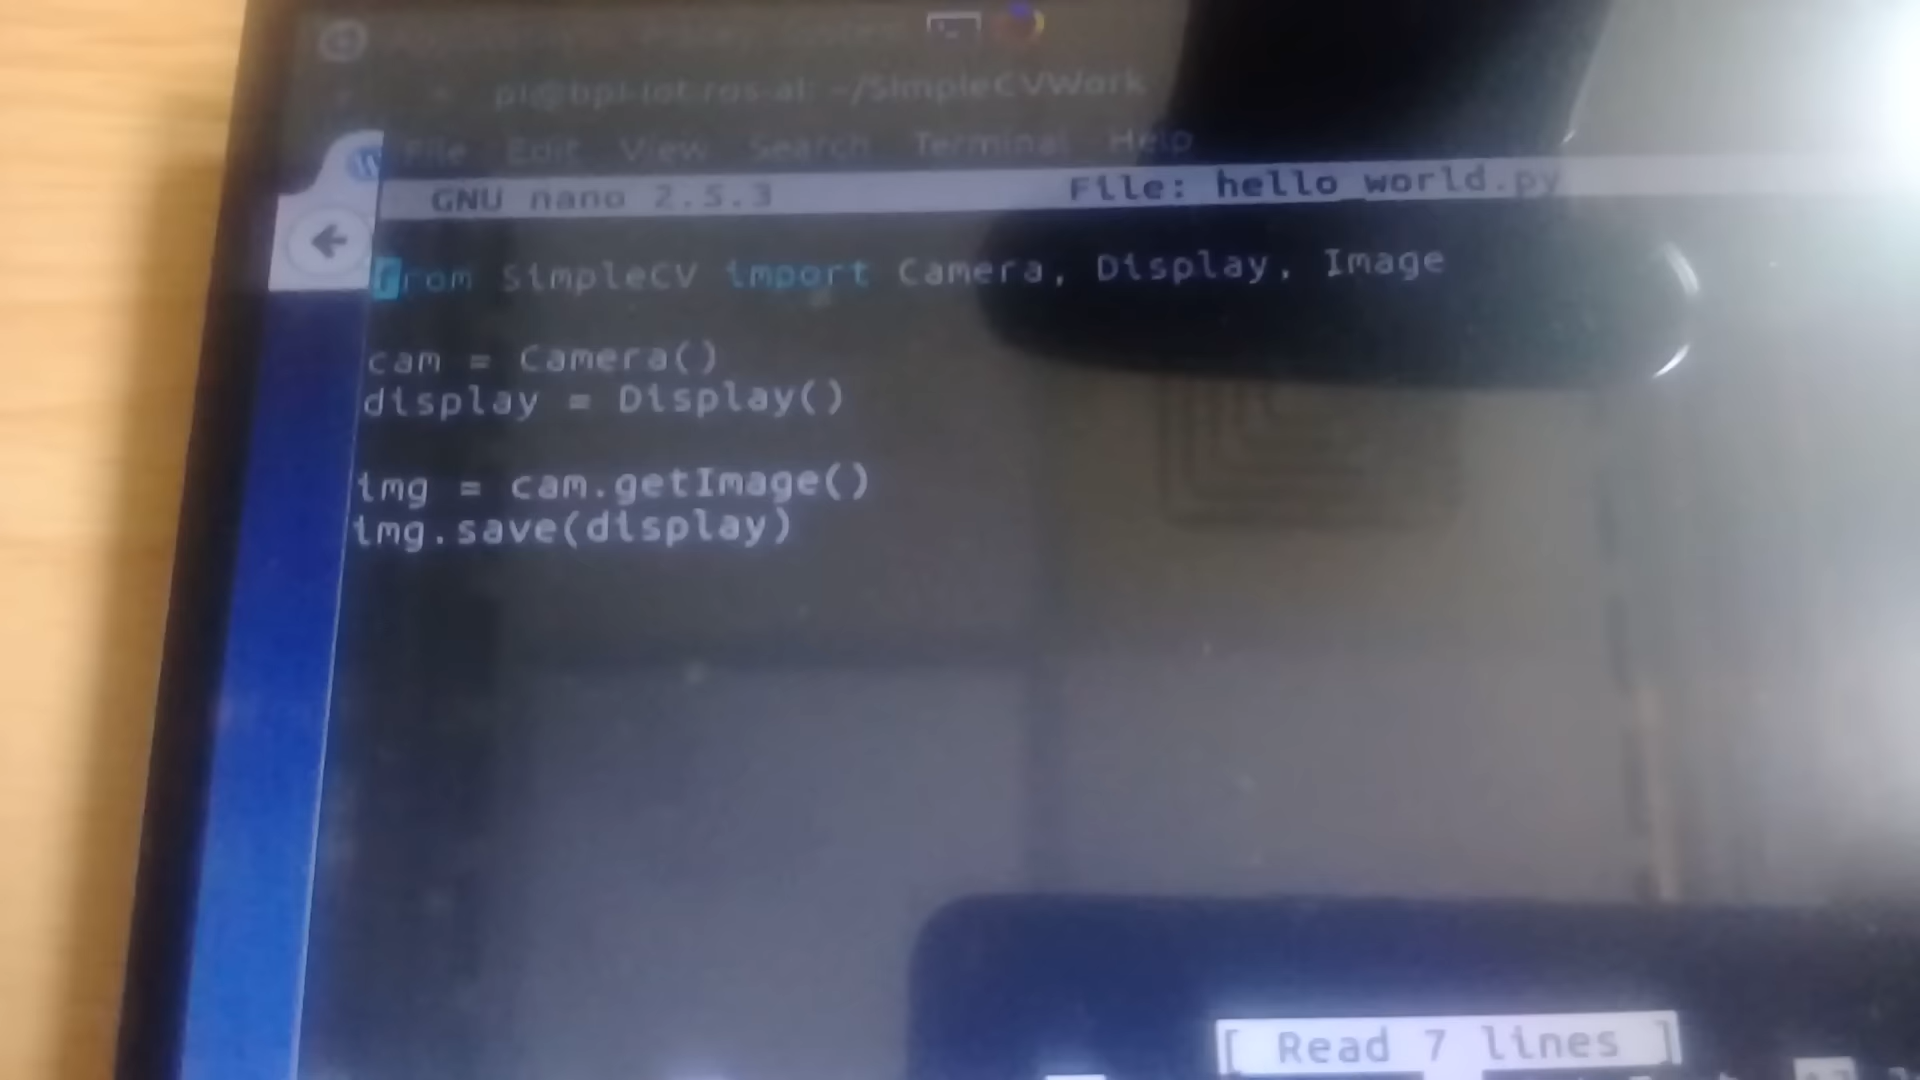 pi@bpi-iot-ros-ai: ~/SimpleCVWork
File Edit View Search Terminal Help
GNU nano 2.5.3 File: hello world.py
from SimpleCV import Camera, Display, Image
cam = Camera()
display = Display()
img = cam.getImage()
img.save(display)
[ Read 7 lines ]